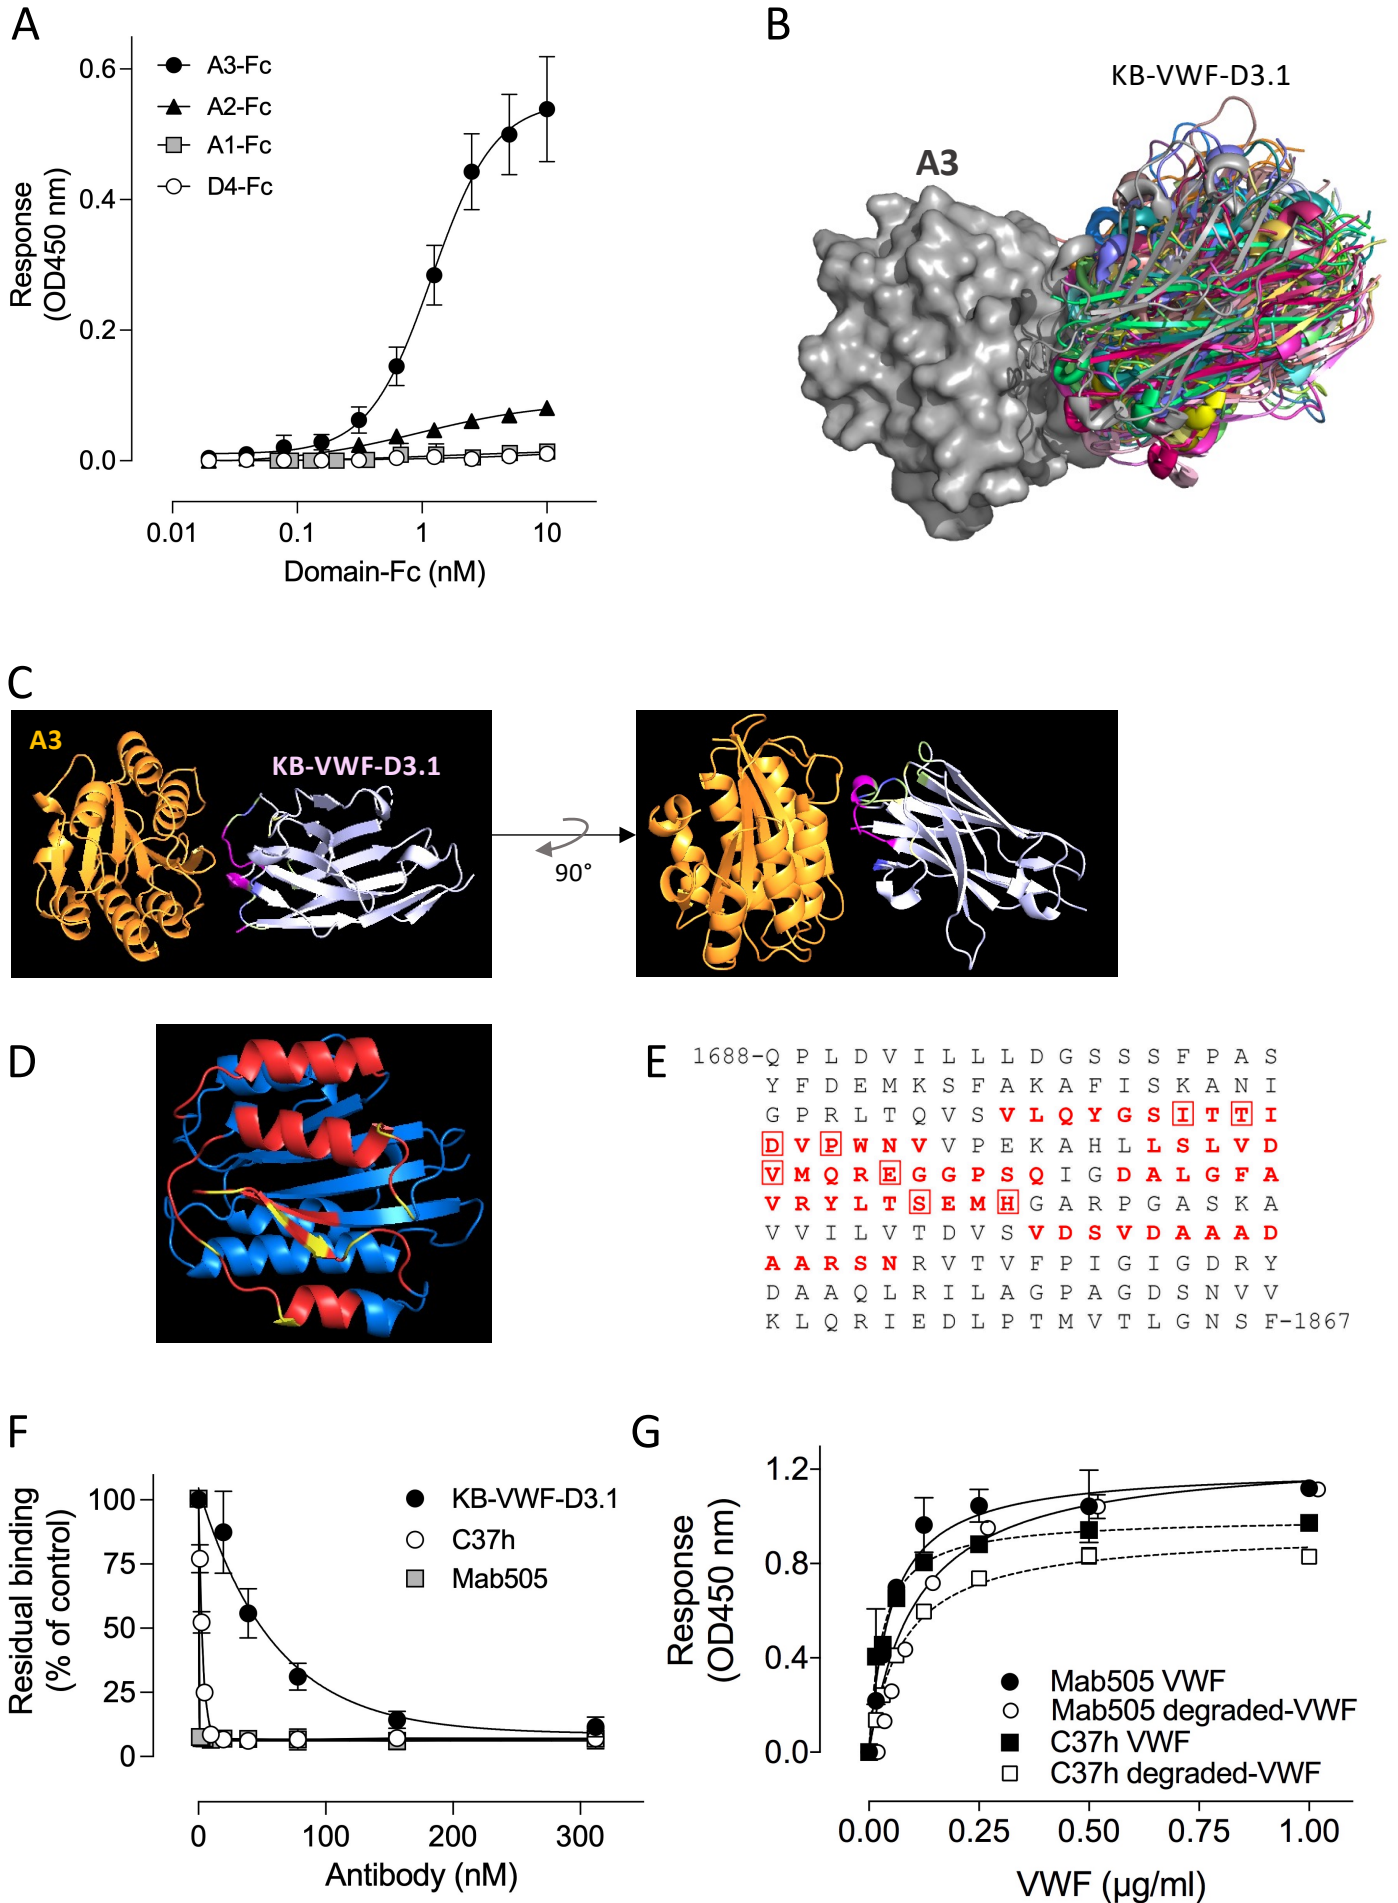 A
0.6
0.4
0.2
0.0
Response
(OD450 nm)
A3-Fc
A2-Fc
A1-Fc
D4-Fc
0.01 0.1 1 10
Domain-Fc (nM)
B
KB-VWF-D3.1
A3
C
A3
KB-VWF-D3.1
90°
D
E
1688-Q P L D V I L L L D G S S S F P A S
Y F D E M K S F A K A F I S K A N I
G P R L T Q V S V L Q Y G S I T T I
D V P W N V V P E K A H L L S L V D
V M Q R E G G P S Q I G D A L G F A
V R Y L T S E M H G A R P G A S K A
V V I L V T D V S V D S V D A A A D
A A R S N R V T V F P I G I G D R Y
D A A Q L R I L A G P A G D S N V V
K L Q R I E D L P T M V T L G N S F-1867
F
100
75
50
25
0
Residual binding
(% of control)
KB-VWF-D3.1
C37h
Mab505
0 100 200 300
Antibody (nM)
G
1.2
0.8
0.4
0.0
Response
(OD450 nm)
Mab505 VWF
Mab505 degraded-VWF
C37h VWF
C37h degraded-VWF
0.00 0.25 0.50 0.75 1.00
VWF (µg/ml)